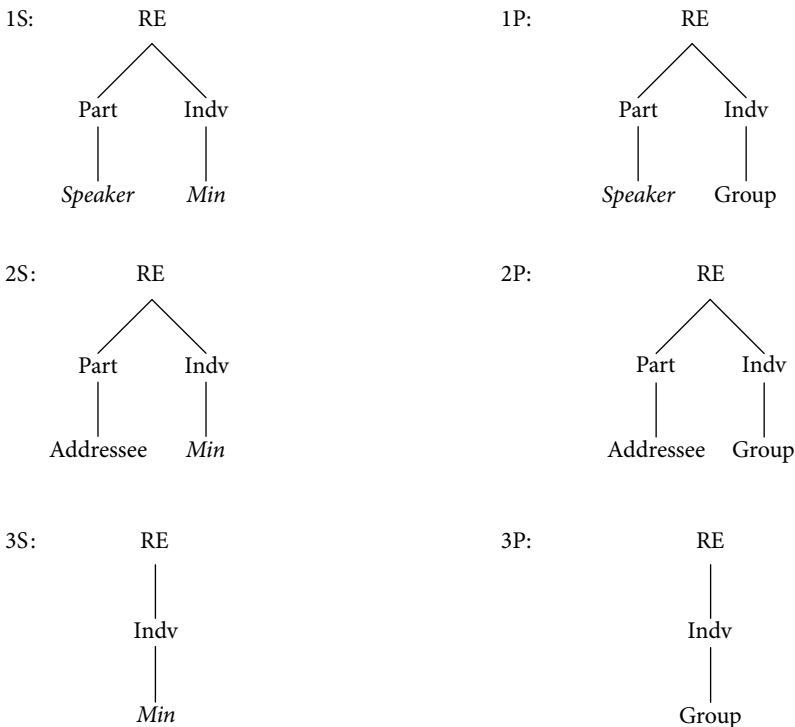 1S: RE 1P: RE
Part Indv Part Indv
Speaker Min Speaker Group
2S: RE 2P: RE
Part Indv Part Indv
Addressee Min Addressee Group
3S: RE 3P: RE
Indv Indv
Min Group